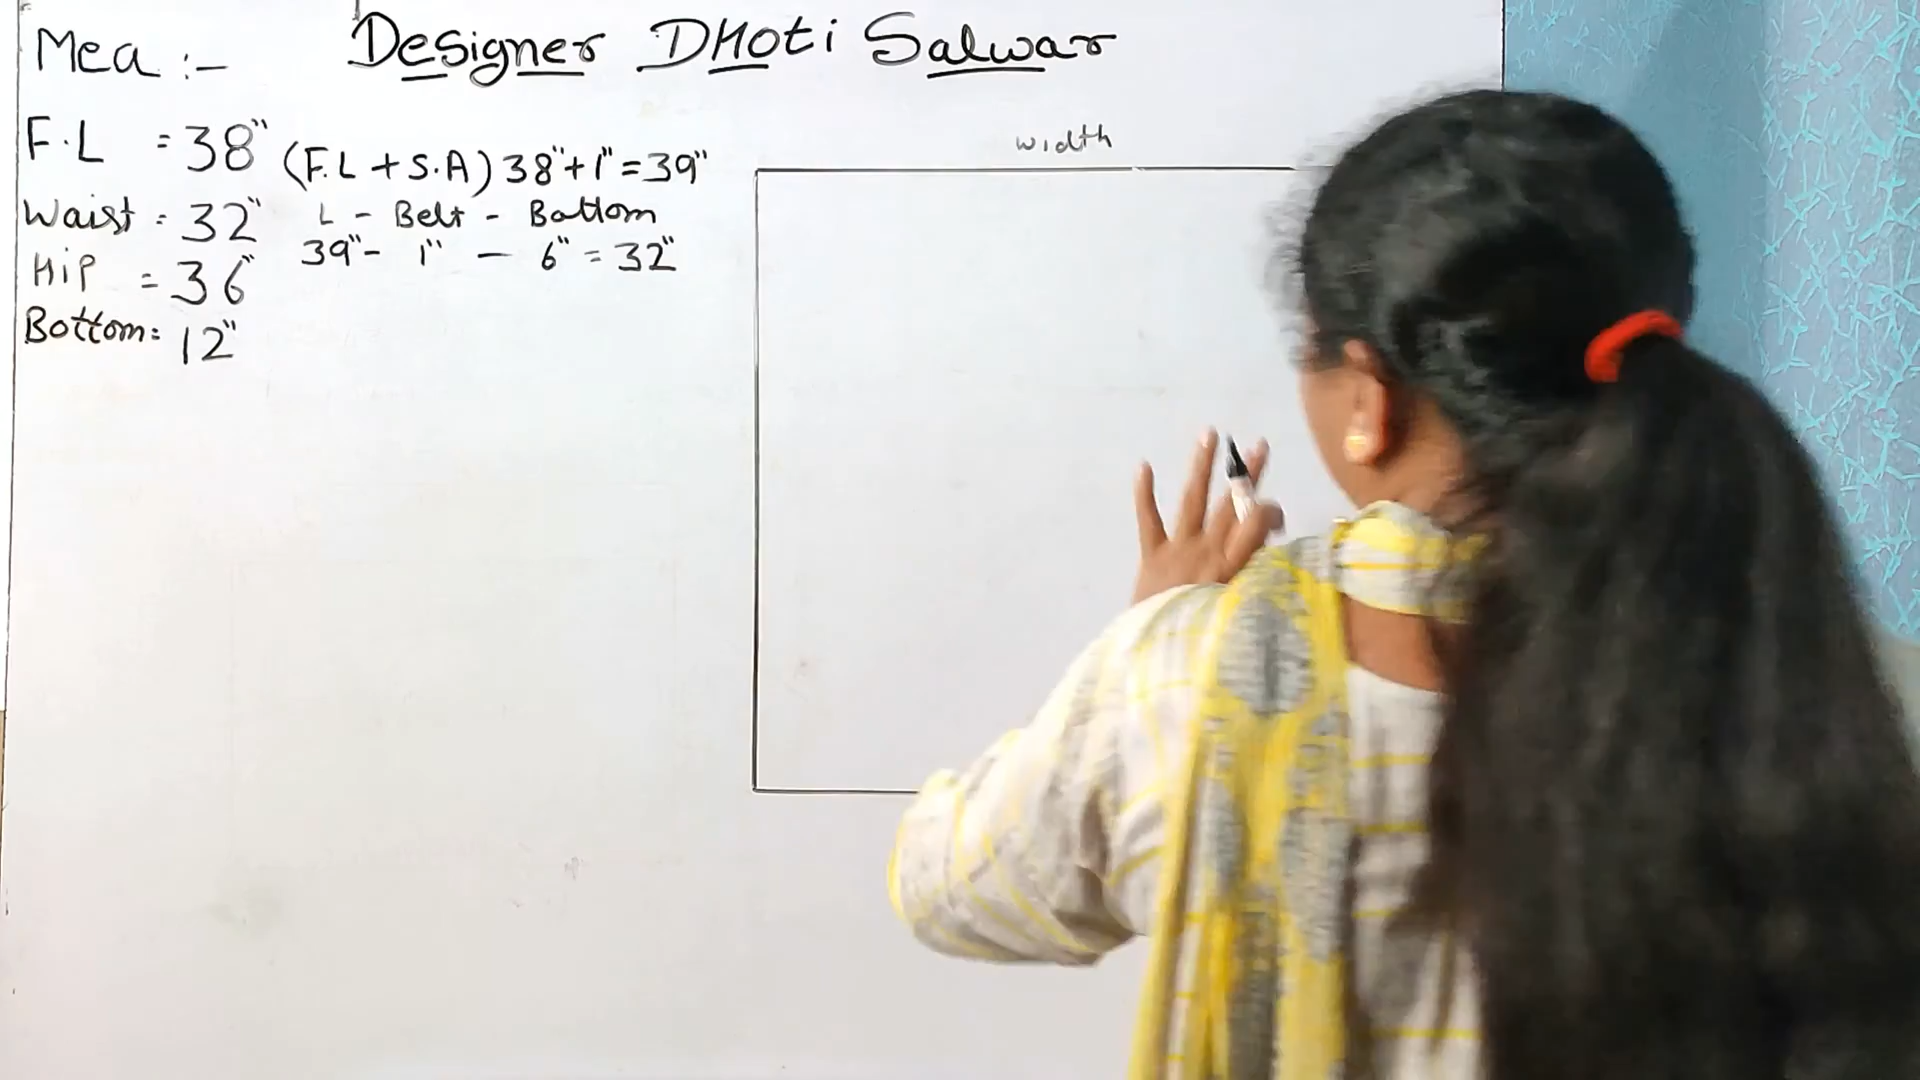 Mea :- Designer DHoti Salwar
F.L = 38" (F.L + S.A) 38"+1"=39"
Waist = 32" L - Belt - Bottom
39"- 1" - 6" = 32"
Hip = 36"
Bottom = 12"
width